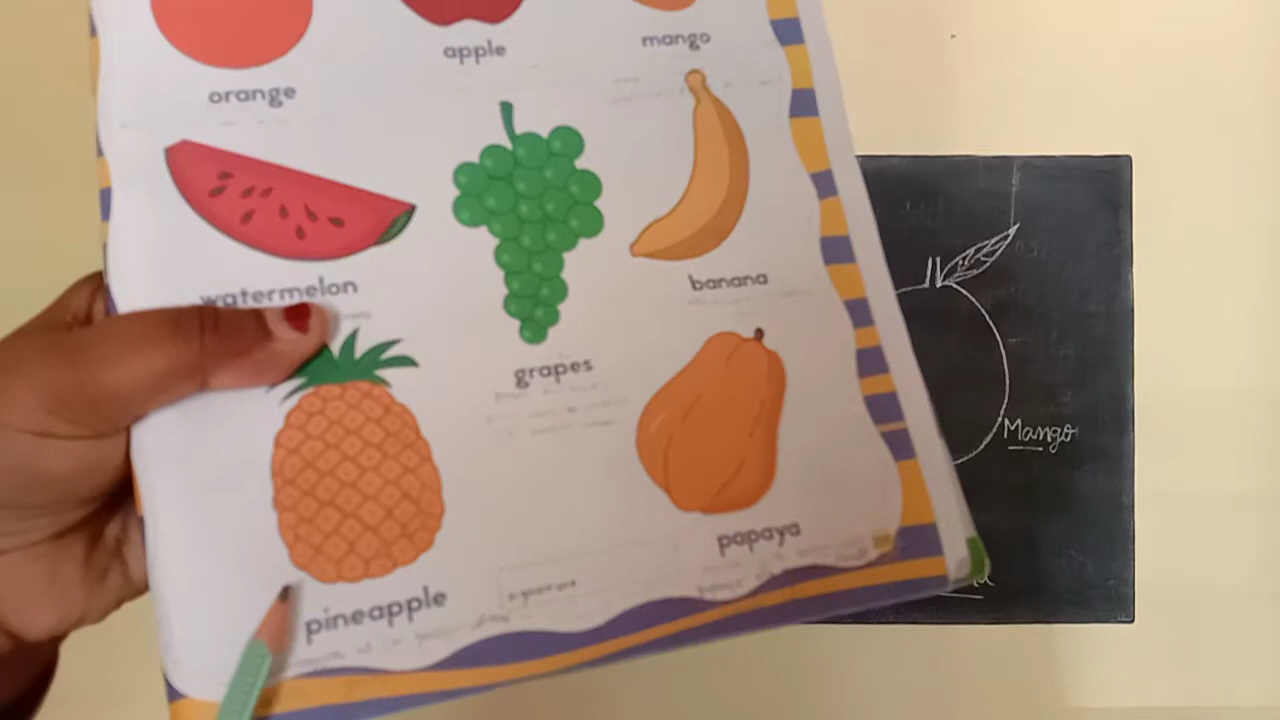 orange
apple
mango
watermelon
grapes
banana
pineapple
papaya
Mango